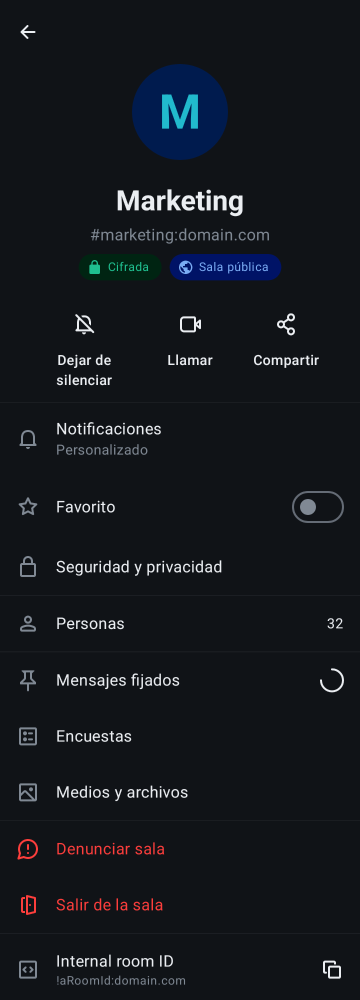 M
Marketing
#marketing:domain.com
Cifrada
Sala pública
Dejar de
silenciar
Llamar
Compartir
Notificaciones
Personalizado
Favorito
Seguridad y privacidad
Personas
32
Mensajes fijados
Encuestas
Medios y archivos
Denunciar sala
Salir de la sala
Internal room ID
!aRoomId:domain.com